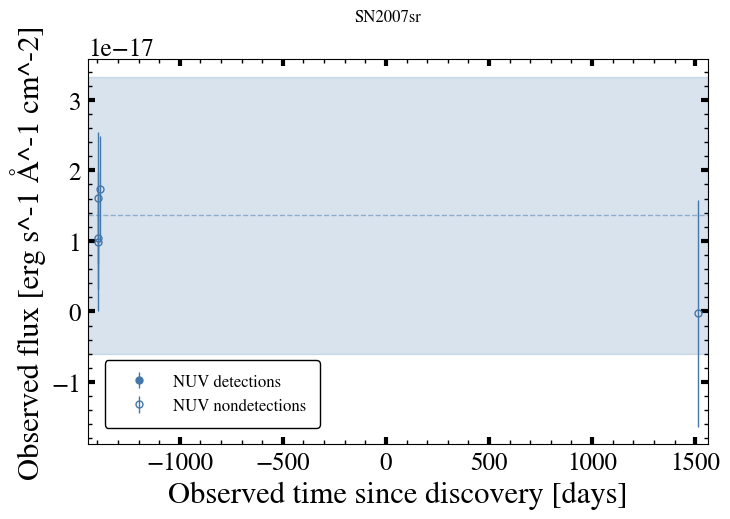 SN2007sr
1e−17
Observed flux [erg s^-1 Å^-1 cm^-2]
3
2
1
0
−1
NUV detections
NUV nondetections
−1000 −500 0 500 1000 1500
Observed time since discovery [days]